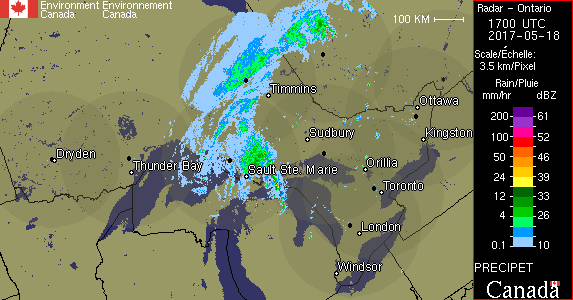 Environment Environnement
Canada Canada
100 KM
Timmins
Ottawa
Sudbury
Kingston
Dryden
Thunder Bay
Sault Ste. Marie
Orillia
Toronto
London
Windsor
Radar - Ontario
1700 UTC
2017-05-18
Scale/Échelle:
3.5 km/Pixel
Rain/Pluie
mm/hr dBZ
200 61
100 52
50 46
24 39
12 33
4 26
0.1 10
PRECIPET
Canada